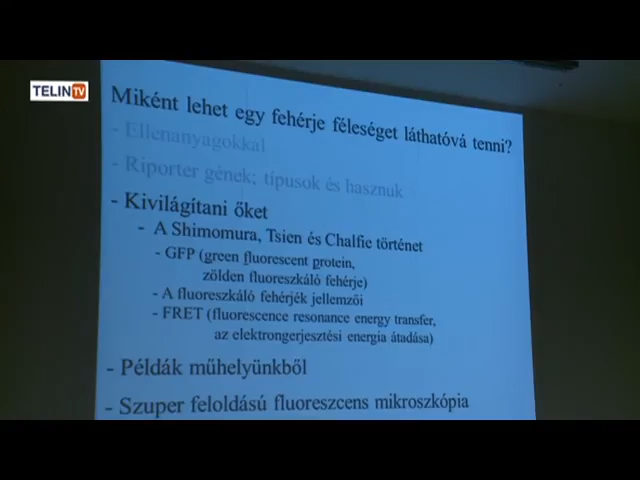 TELIN TV
Miként lehet egy fehérje féleséget láthatóvá tenni?
- Ellenanyagokkal
- Riporter gének; típusok és hasznuk
- Kivilágítani őket
- A Shimomura, Tsien és Chalfie történet
- GFP (green fluorescent protein,
zölden fluoreszkáló fehérje)
- A fluoreszkáló fehérjék jellemzői
- FRET (fluorescence resonance energy transfer,
az elektrongerjesztési energia átadása)
- Példák műhelyünkből
- Szuper feloldású fluoreszcens mikroszkópia